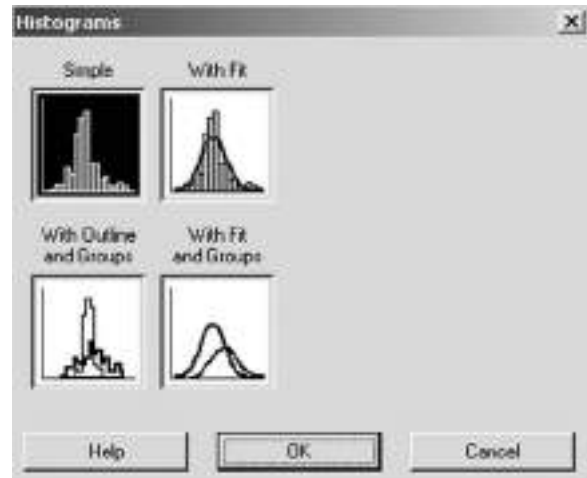 Histograms
Simple
With Fit
With Outline
and Groups
With Fit
and Groups
Help
OK
Cancel